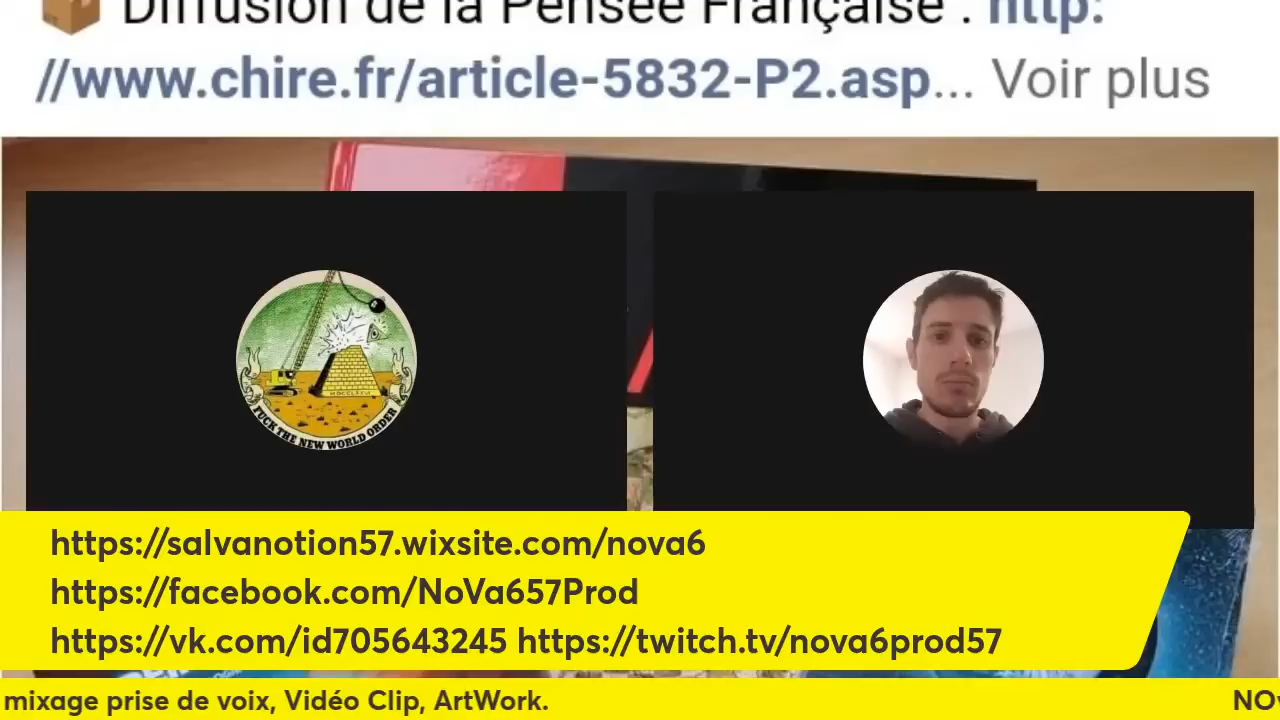 Diffusion de la Pensée Française : http:
//www.chire.fr/article-5832-P2.asp... Voir plus
MDCCLXXVI
FUCK THE NEW WORLD ORDER
https://salvanotion57.wixsite.com/nova6
https://facebook.com/NoVa657Prod
https://vk.com/id705643245 https://twitch.tv/nova6prod57
mixage prise de voix, Vidéo Clip, ArtWork.